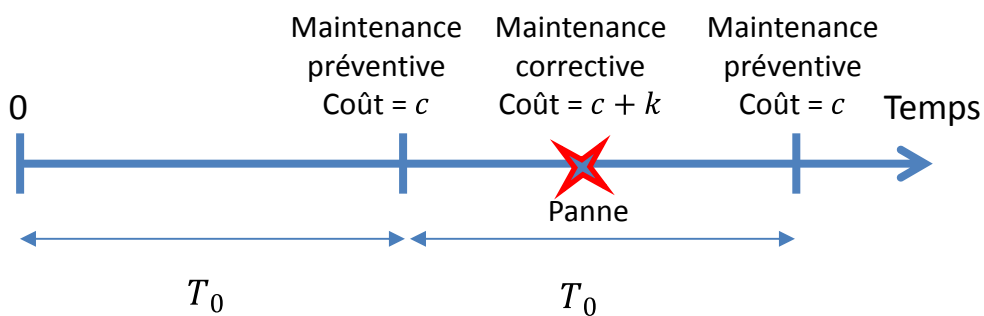 Maintenance
préventive
Coût = c
Maintenance
corrective
Coût = c + k
Maintenance
préventive
Coût = c
0
Temps
Panne
T₀
T₀